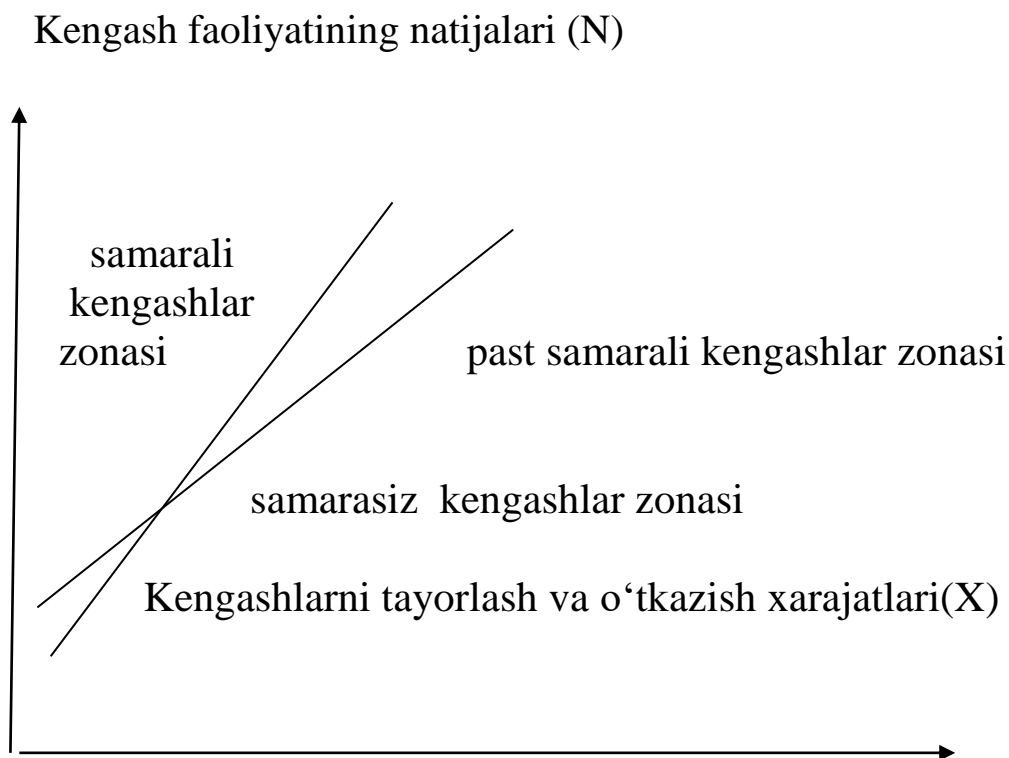 Kengash faoliyatining natijalari (N)
samarali
kengashlar
zonasi
past samarali kengashlar zonasi
samarasiz  kengashlar zonasi
Kengashlarni tayorlash va o‘tkazish xarajatlari(X)